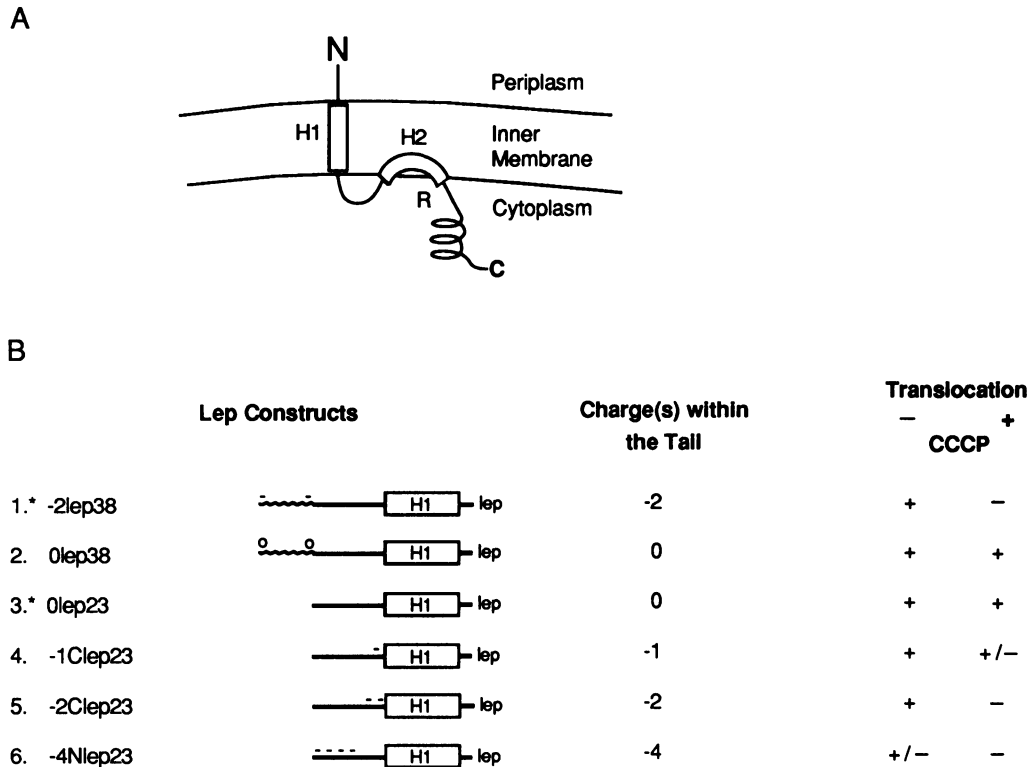 A
N
Periplasm
H1
H2
Inner
Membrane
R
Cytoplasm
C
B
Translocation
Lep Constructs
Charge(s) within
the Tail
− +
CCCP
1.* -2lep38 - - H1 lep -2 + −
2. 0lep38 o o H1 lep 0 + +
3.* 0lep23 H1 lep 0 + +
4. -1Clep23 - H1 lep -1 + +/−
5. -2Clep23 - - H1 lep -2 + −
6. -4Nlep23 - - - - H1 lep -4 +/− −